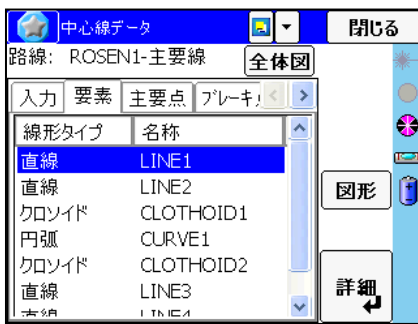 中心線データ
閉じる
路線: ROSEN1-主要線
全体図
入力 要素 主要点 ブレーキ
線形タイプ 名称
直線 LINE1
直線 LINE2
クロソイド CLOTHOID1
円弧 CURVE1
図形
クロソイド CLOTHOID2
直線 LINE3
直線 LINE4
詳細